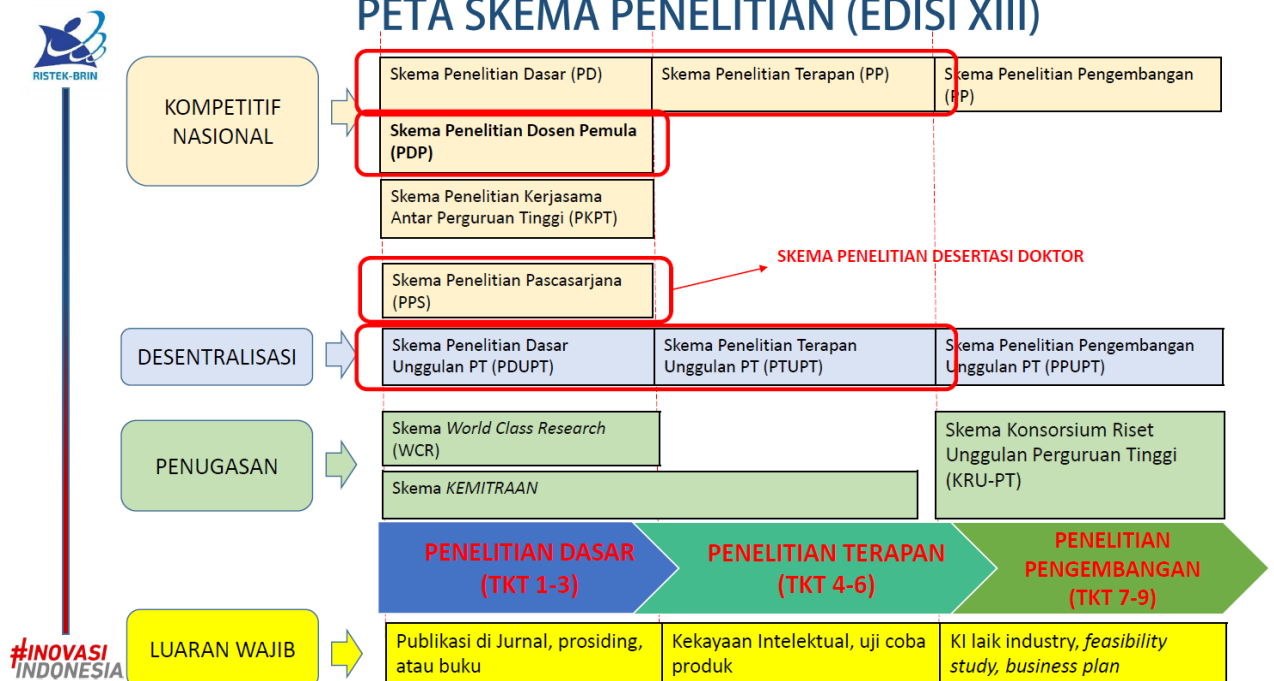 PETA SKEMA PENELITIAN (EDISI XIII)
RISTEK-BRIN
KOMPETITIF
NASIONAL
Skema Penelitian Dasar (PD)
Skema Penelitian Terapan (PP)
Skema Penelitian Pengembangan
(PP)
Skema Penelitian Dosen Pemula
(PDP)
Skema Penelitian Kerjasama
Antar Perguruan Tinggi (PKPT)
SKEMA PENELITIAN DESERTASI DOKTOR
Skema Penelitian Pascasarjana
(PPS)
DESENTRALISASI
Skema Penelitian Dasar
Unggulan PT (PDUPT)
Skema Penelitian Terapan
Unggulan PT (PTUPT)
Skema Penelitian Pengembangan
Unggulan PT (PPUPT)
PENUGASAN
Skema World Class Research
(WCR)
Skema KEMITRAAN
Skema Konsorsium Riset
Unggulan Perguruan Tinggi
(KRU-PT)
PENELITIAN DASAR
(TKT 1-3)
PENELITIAN TERAPAN
(TKT 4-6)
PENELITIAN
PENGEMBANGAN
(TKT 7-9)
LUARAN WAJIB
Publikasi di Jurnal, prosiding,
atau buku
Kekayaan Intelektual, uji coba
produk
KI laik industry, feasibility
study, business plan
#INOVASI
INDONESIA